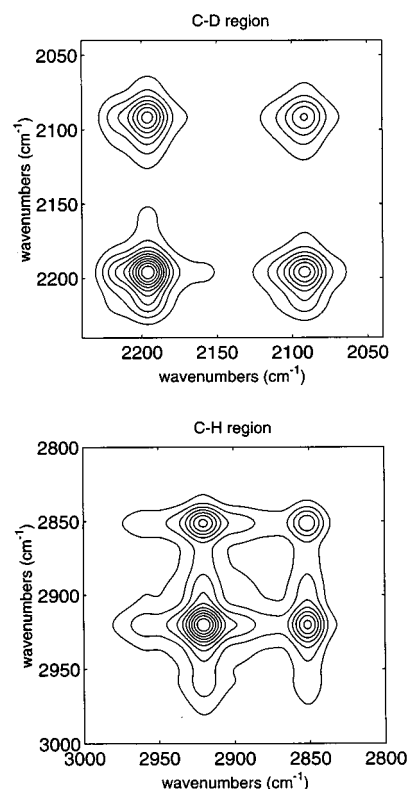 C-D region
2050
2100
2150
2200
wavenumbers (cm-1)
2200 2150 2100 2050
wavenumbers (cm-1)
C-H region
2800
2850
2900
2950
3000
wavenumbers (cm-1)
3000 2950 2900 2850 2800
wavenumbers (cm-1)